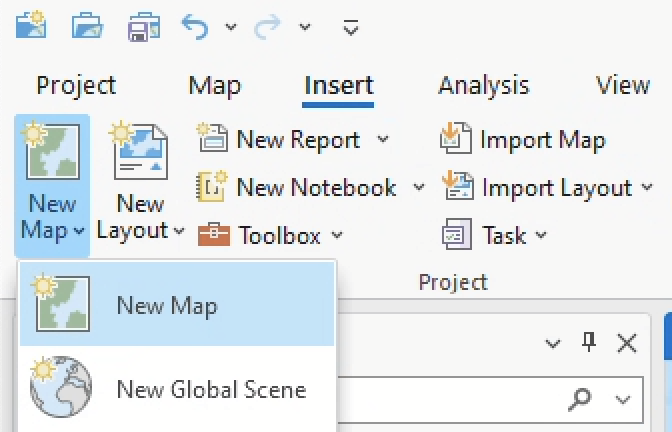 Project Map Insert Analysis View
New Report Import Map
New Notebook Import Layout
New Map New Layout Toolbox Task
Project
New Map
New Global Scene